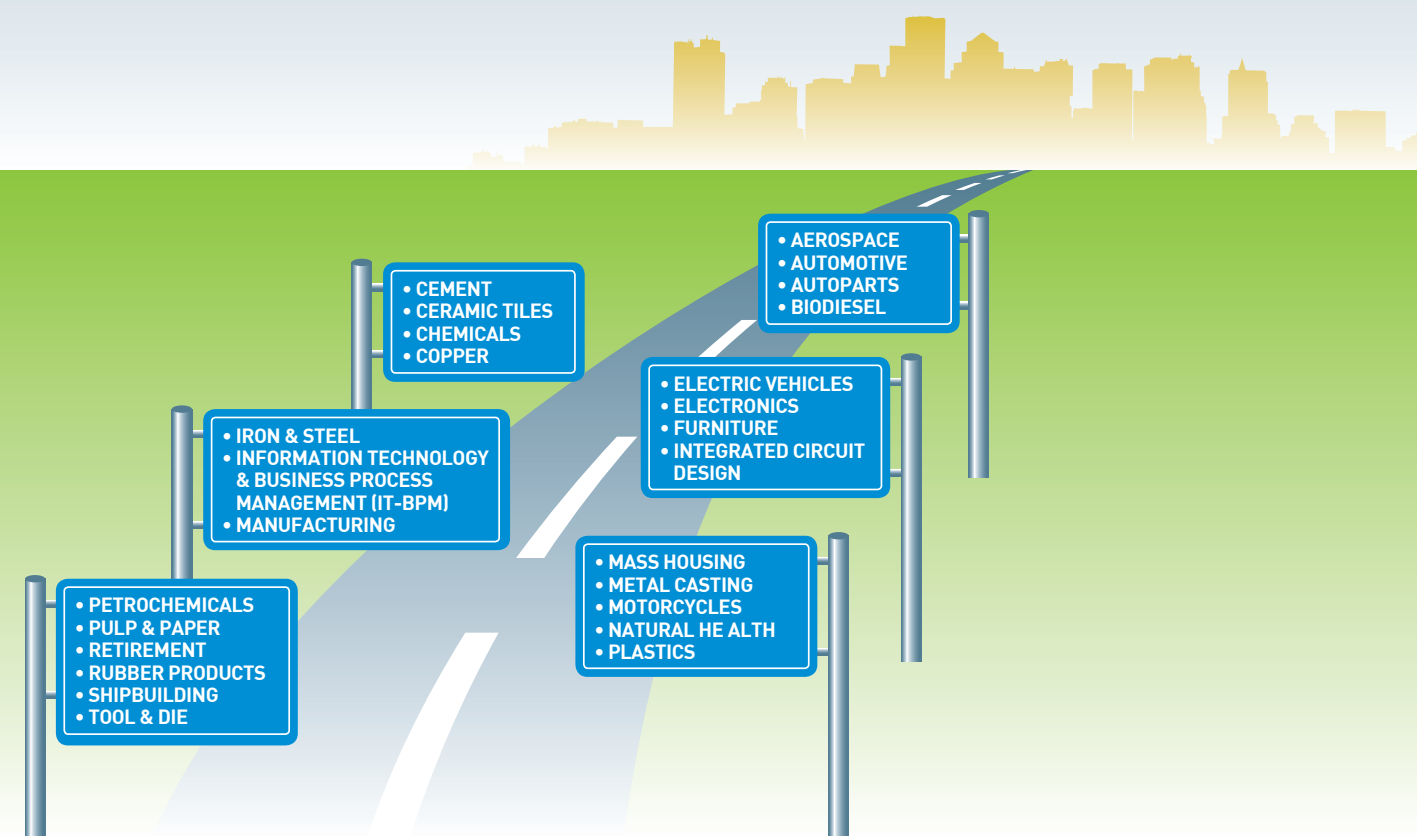 • AEROSPACE
• AUTOMOTIVE
• AUTOPARTS
• BIODIESEL
• CEMENT
• CERAMIC TILES
• CHEMICALS
• COPPER
• ELECTRIC VEHICLES
• ELECTRONICS
• FURNITURE
• INTEGRATED CIRCUIT
DESIGN
• IRON & STEEL
• INFORMATION TECHNOLOGY
& BUSINESS PROCESS
MANAGEMENT (IT-BPM)
• MANUFACTURING
• MASS HOUSING
• METAL CASTING
• MOTORCYCLES
• NATURAL HE ALTH
• PLASTICS
• PETROCHEMICALS
• PULP & PAPER
• RETIREMENT
• RUBBER PRODUCTS
• SHIPBUILDING
• TOOL & DIE